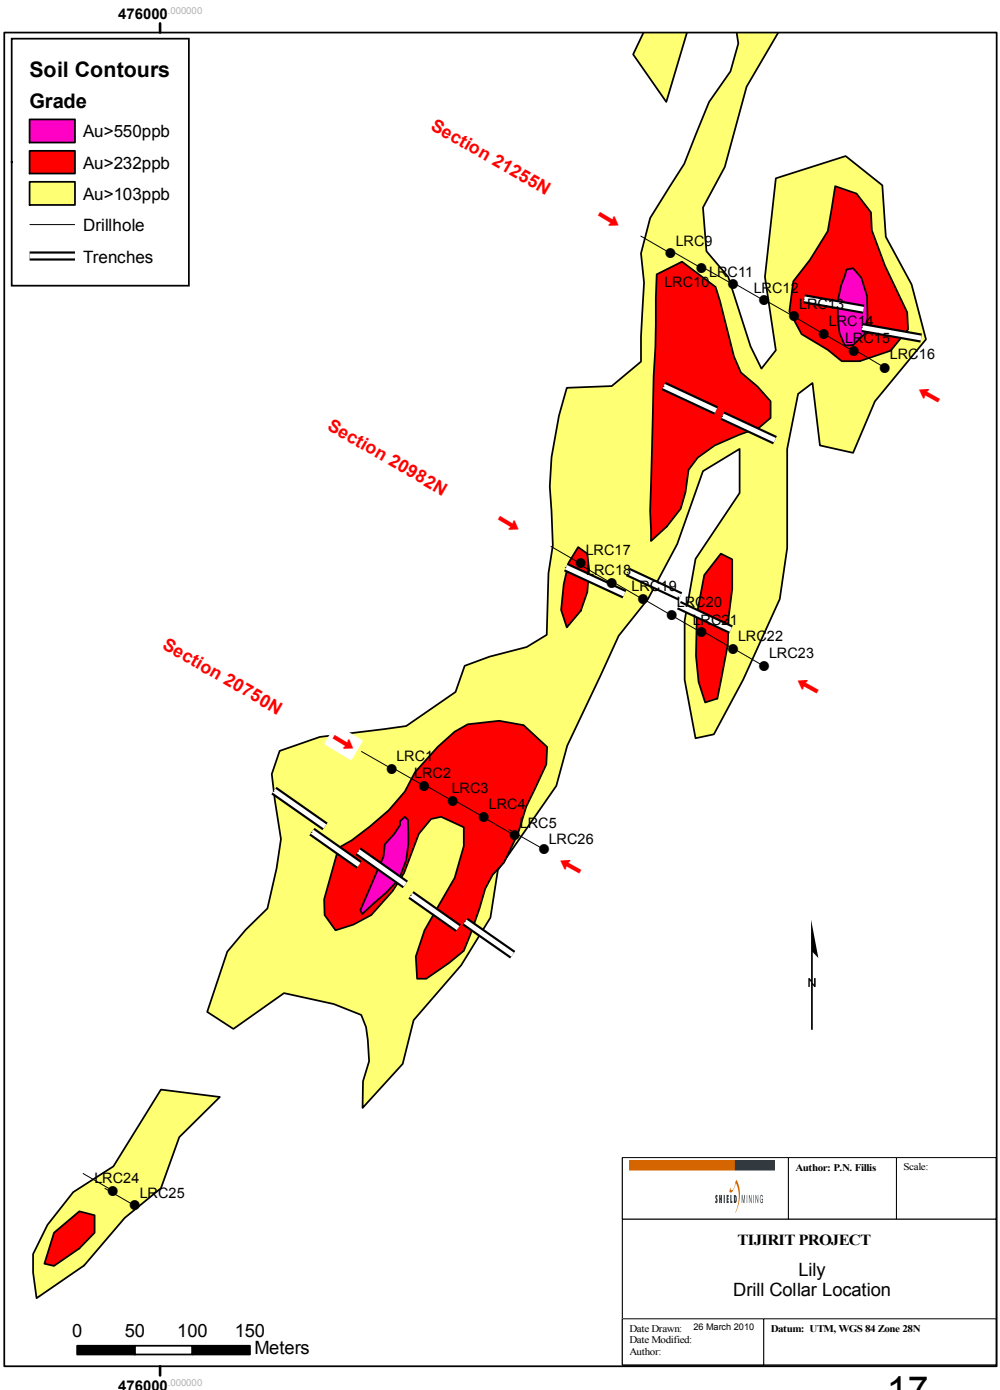 476000.000000
Soil Contours
Grade
Au>550ppb
Au>232ppb
Au>103ppb
Drillhole
Trenches
Section 21255N
LRC9
LRC10
LRC11
LRC12
LRC13
LRC14
LRC15
LRC16
Section 20982N
LRC17
LRC18
LRC19
LRC20
LRC21
LRC22
LRC23
Section 20750N
LRC1
LRC2
LRC3
LRC4
LRC5
LRC26
N
LRC24
LRC25
0 50 100 150
Meters
SHIELD MINING
Author: P.N. Fillis
Scale:
TIJIRIT PROJECT
Lily
Drill Collar Location
Date Drawn: 26 March 2010
Date Modified:
Author:
Datum: UTM, WGS 84 Zone 28N
476000.000000
17